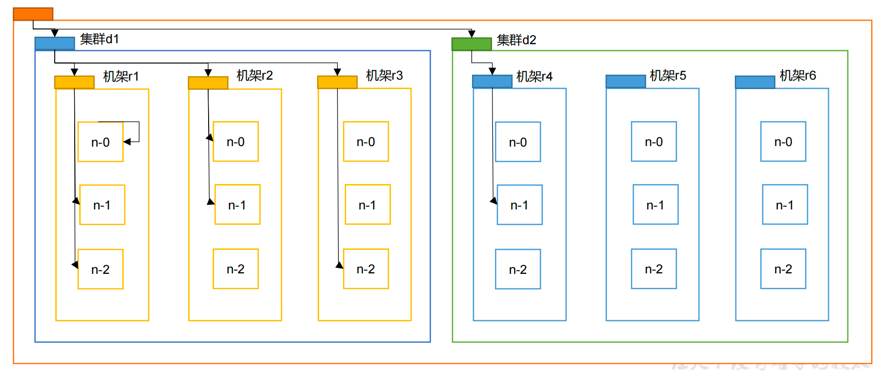 集群d1 集群d2
机架r1 机架r2 机架r3 机架r4 机架r5 机架r6
n-0 n-0 n-0 n-0 n-0 n-0
n-1 n-1 n-1 n-1 n-1 n-1
n-2 n-2 n-2 n-2 n-2 n-2